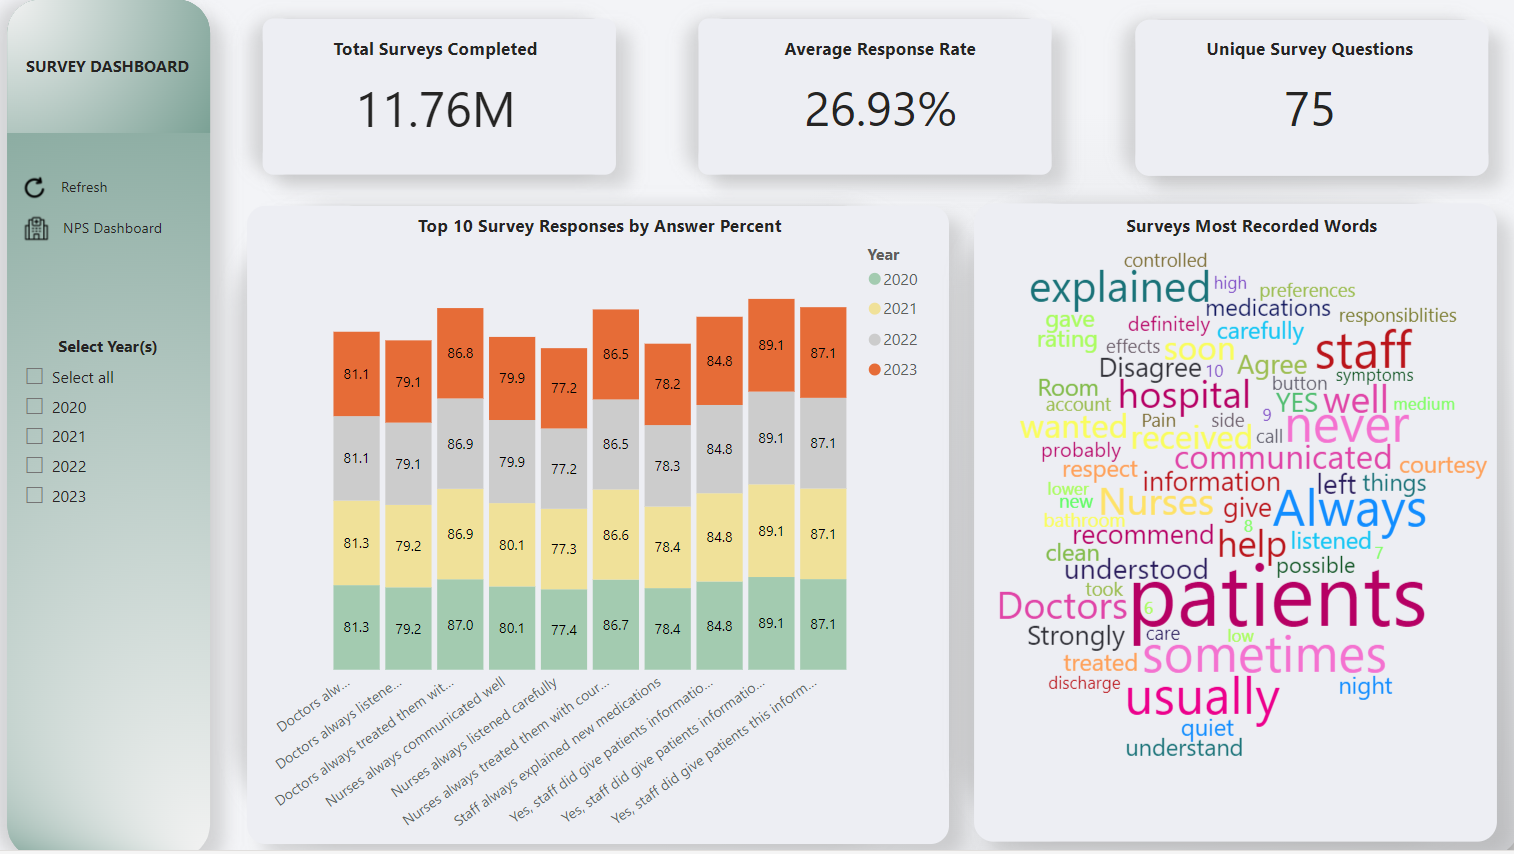 SURVEY DASHBOARD
Refresh
NPS Dashboard
Select Year(s)
Select all
2020
2021
2022
2023
Total Surveys Completed
11.76M
Average Response Rate
26.93%
Unique Survey Questions
75
Top 10 Survey Responses by Answer Percent
Year
2020
2021
2022
2023
81.1 79.1 86.8 79.9 77.2 86.5 78.2 84.8 89.1 87.1
81.1 79.1 86.9 79.9 77.2 86.5 78.3 84.8 89.1 87.1
81.3 79.2 86.9 80.1 77.3 86.6 78.4 84.8 89.1 87.1
81.3 79.2 87.0 80.1 77.4 86.7 78.4 84.8 89.1 87.1
Doctors alw...
Doctors always listene...
Doctors always treated them wit...
Nurses always communicated well
Nurses always listened carefully
Nurses always treated them with cour...
Staff always explained new medications
Yes, staff did give patients informatio...
Yes, staff did give patients informatio...
Yes, staff did give patients this inform...
Surveys Most Recorded Words
controlled
explained high preferences
medications responsiblities
gave definitely carefully
rating effects soon staff
Disagree 10 Agree symptoms
Room hospital button YES well medium
account Pain side 9 never
wanted received call
probably communicated courtesy
respect information left things
lower new Nurses give Always
bathroom 8
recommend help listened 7
clean understood possible
took patients
Doctors 6
Strongly care low
treated sometimes
discharge usually night
quiet
understand